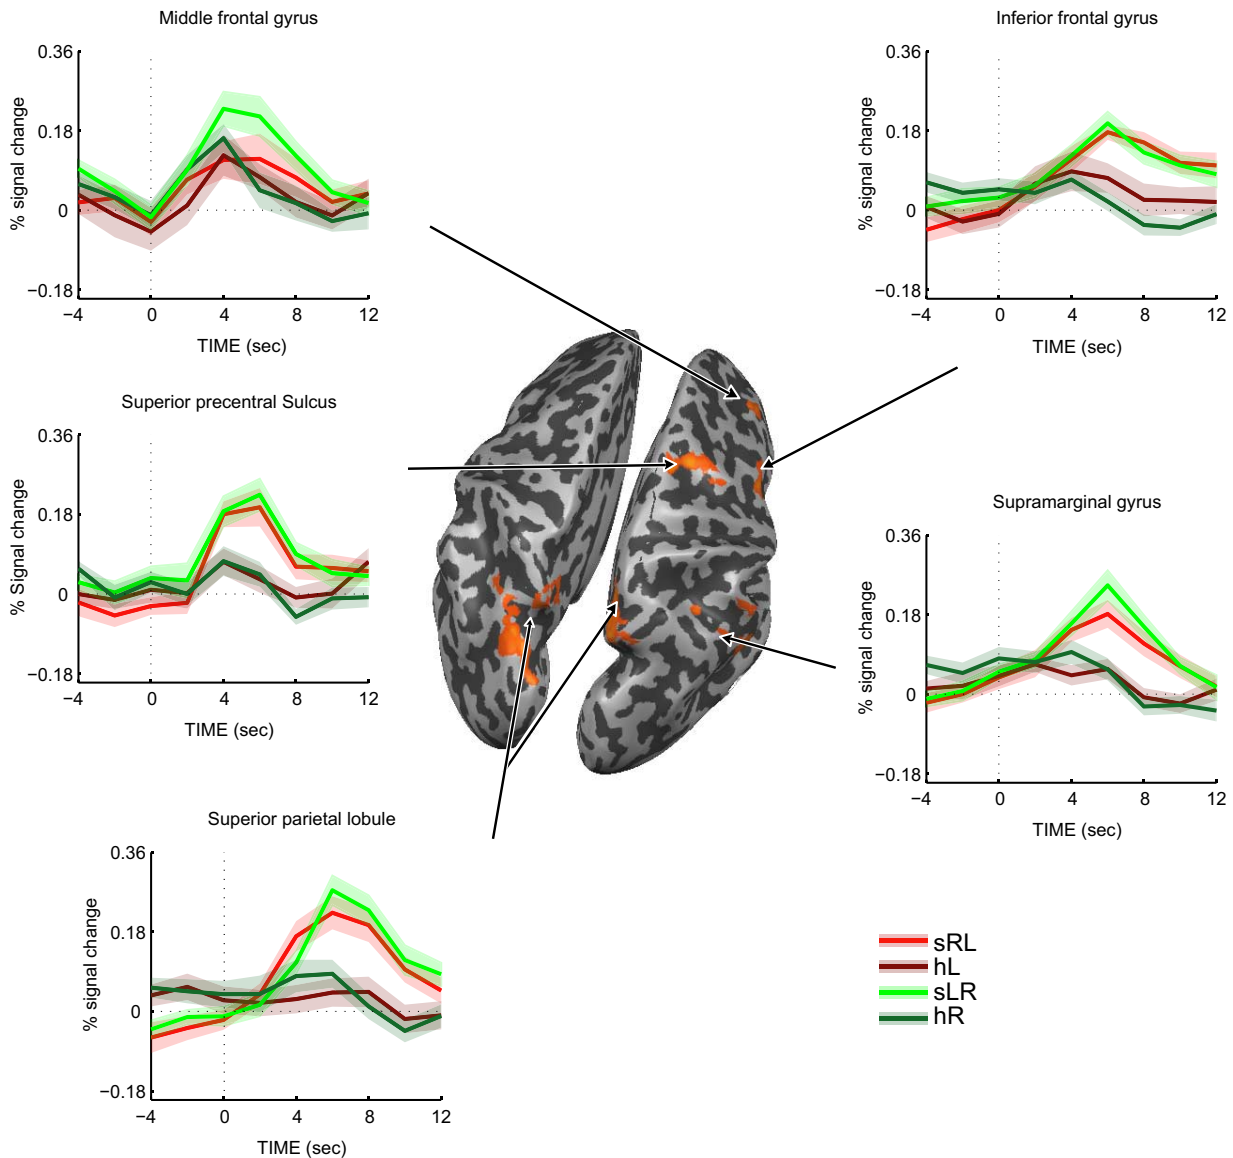 Middle frontal gyrus
0.36
0.18
0
−0.18
−4
0
4
8
12
% signal change
TIME (sec)
Inferior frontal gyrus
0.36
0.18
0
−0.18
−4
0
4
8
12
% signal change
TIME (sec)
Superior precentral Sulcus
0.36
0.18
0
−0.18
−4
0
4
8
12
% Signal change
TIME (sec)
Supramarginal gyrus
0.36
0.18
0
−0.18
−4
0
4
8
12
% signal change
TIME (sec)
Superior parietal lobule
0.36
0.18
0
−0.18
−4
0
4
8
12
% signal change
TIME (sec)
sRL
hL
sLR
hR